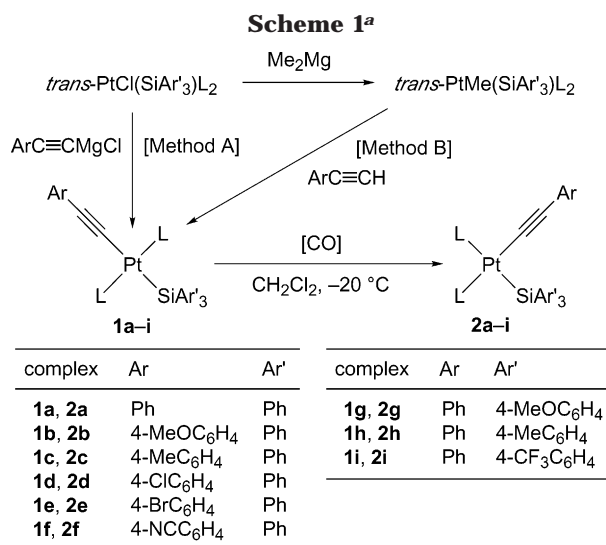 Scheme 1a
Me2Mg
trans-PtCl(SiAr'3)L2 trans-PtMe(SiAr'3)L2
ArC≡CMgCl [Method A] [Method B]
ArC≡CH
Ar Ar
L [CO] L
Pt Pt
L SiAr'3 CH2Cl2, –20 °C L SiAr'3
1a–i 2a–i
complex Ar Ar' complex Ar Ar'
1a, 2a Ph Ph 1g, 2g Ph 4-MeOC6H4
1b, 2b 4-MeOC6H4 Ph 1h, 2h Ph 4-MeC6H4
1c, 2c 4-MeC6H4 Ph 1i, 2i Ph 4-CF3C6H4
1d, 2d 4-ClC6H4 Ph
1e, 2e 4-BrC6H4 Ph
1f, 2f 4-NCC6H4 Ph